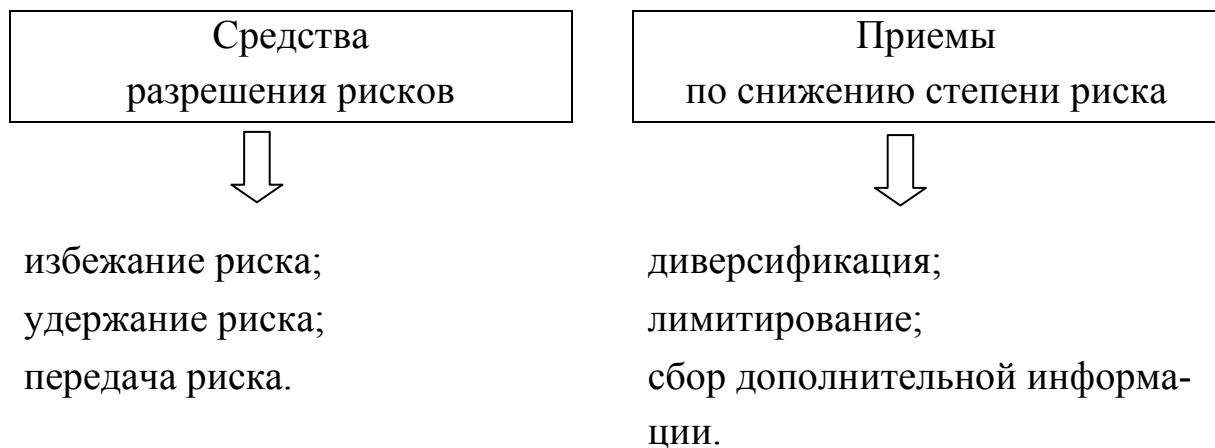 Средства
разрешения рисков
избежание риска;
удержание риска;
передача риска.
Приемы
по снижению степени риска
диверсификация;
лимитирование;
сбор дополнительной информа-
ции.